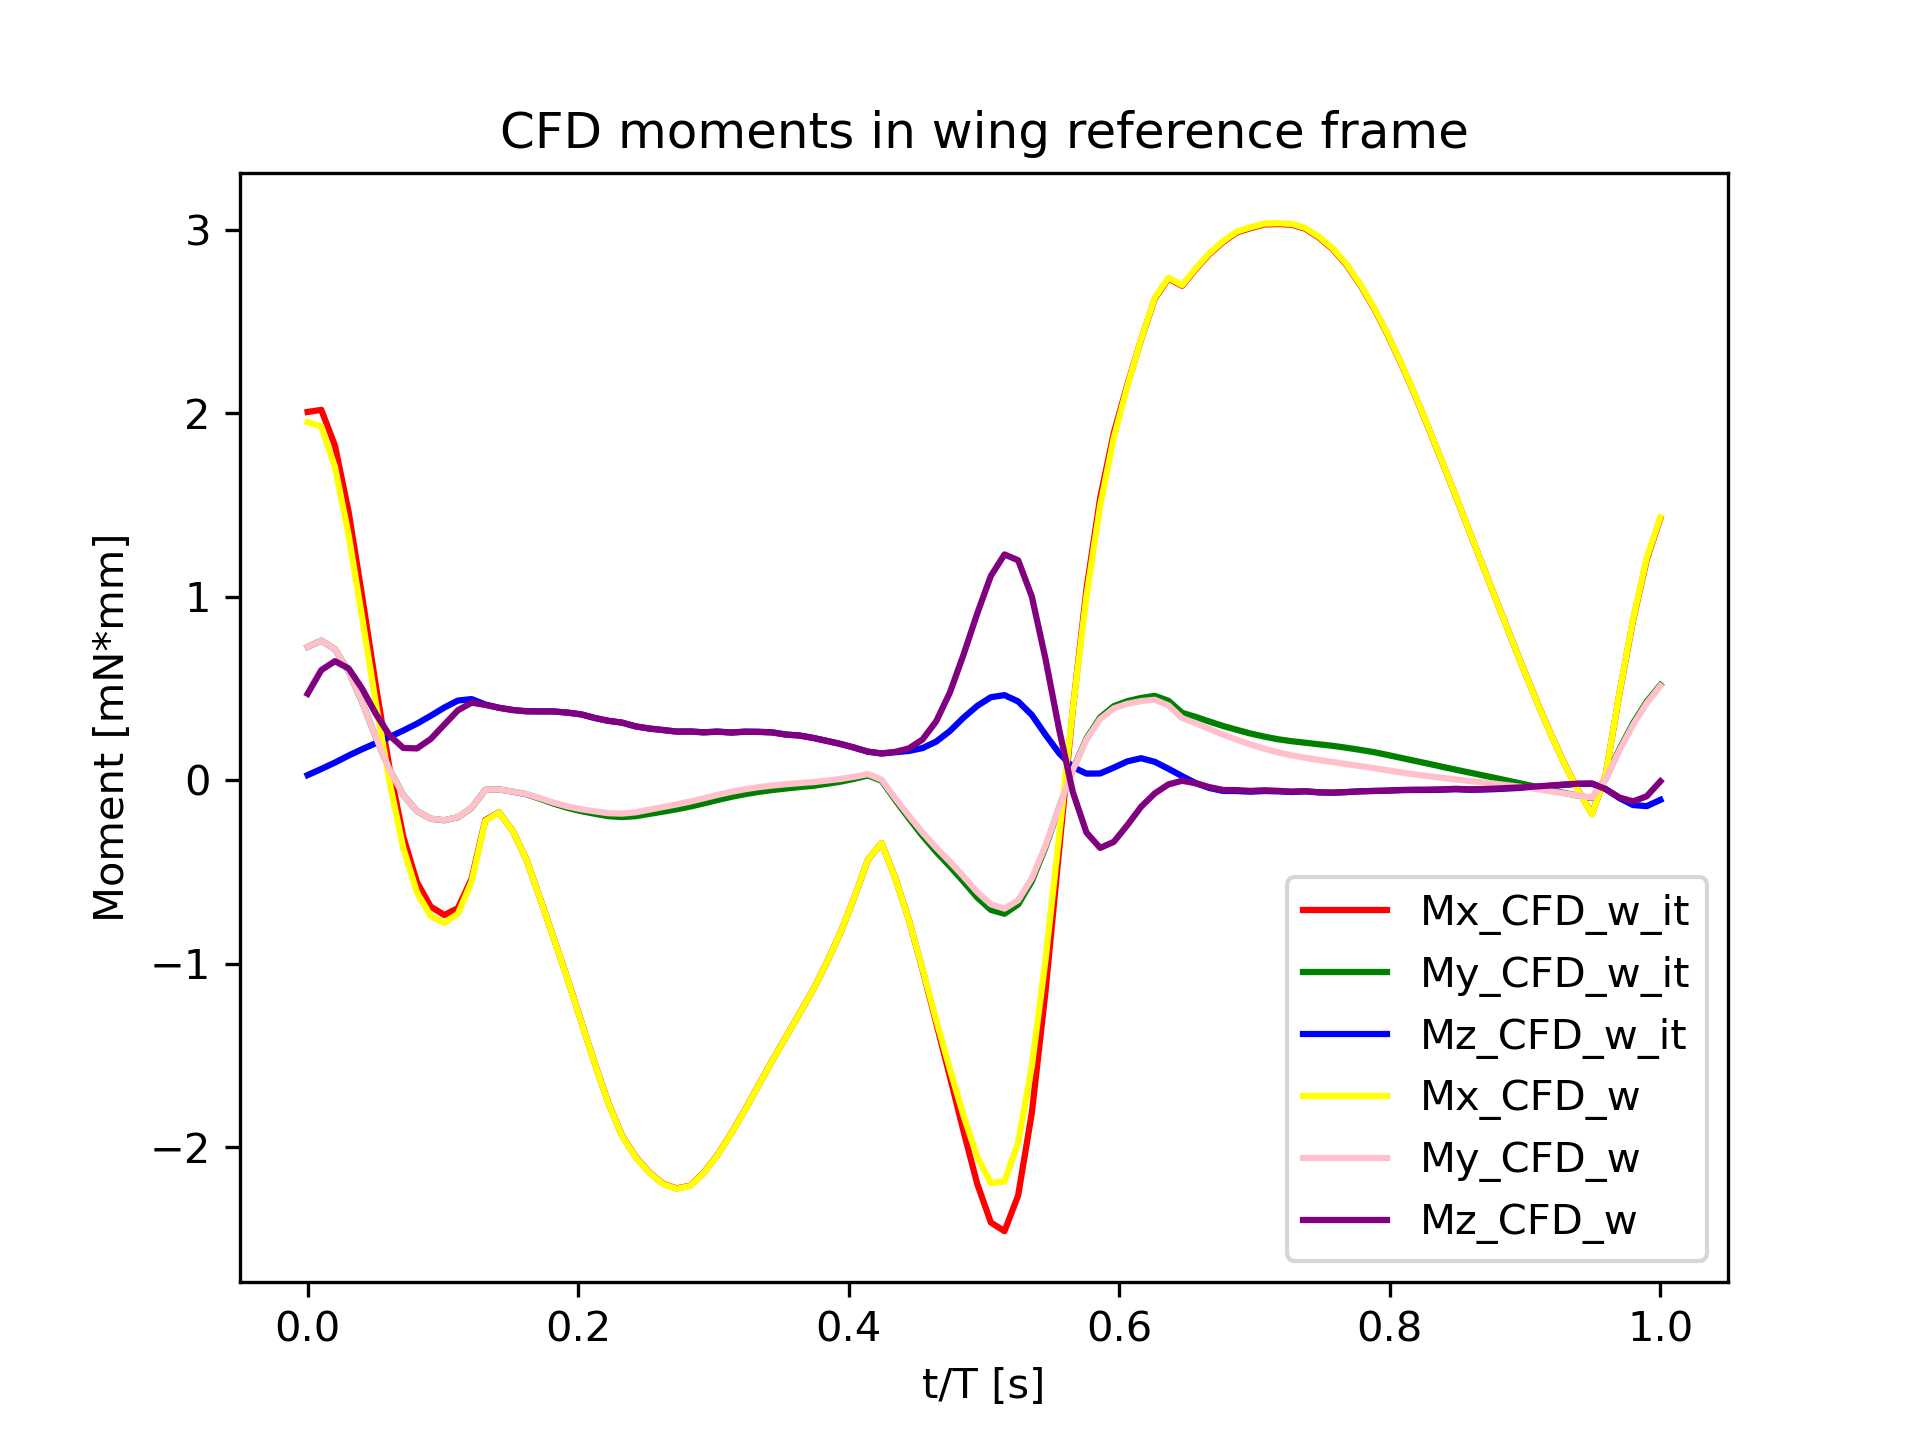 CFD moments in wing reference frame
3
2
1
0
−1
−2
Moment [mN*mm]
0.0 0.2 0.4 0.6 0.8 1.0
t/T [s]
Mx_CFD_w_it
My_CFD_w_it
Mz_CFD_w_it
Mx_CFD_w
My_CFD_w
Mz_CFD_w